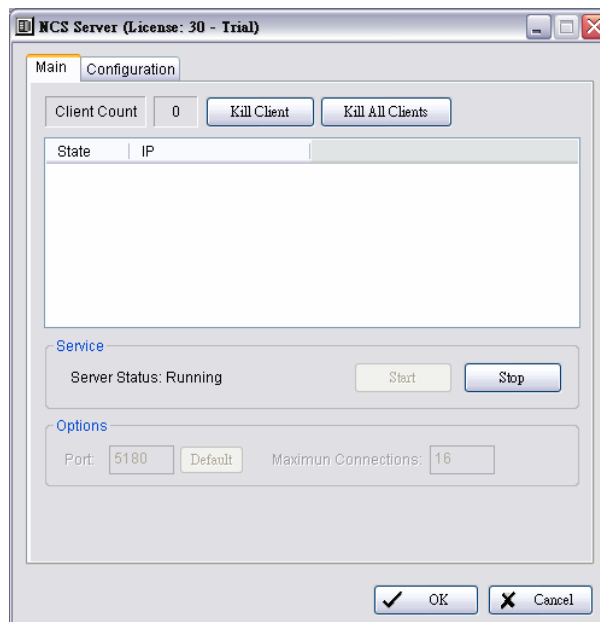 NCS Server (License: 30 - Trial)
Main Configuration
Client Count 0 Kill Client Kill All Clients
State IP
Service
Server Status: Running Start Stop
Options
Port: 5180 Default Maximun Connections: 16
OK Cancel